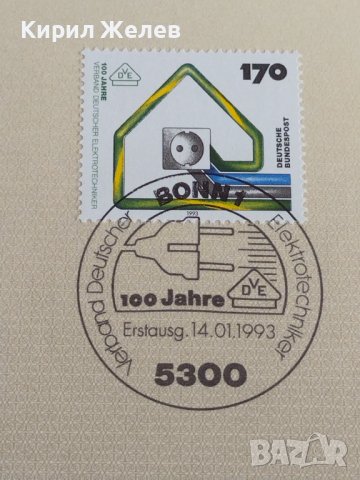 Кирил Желев
100 JAHRE
VERBAND DEUTSCHER ELEKTROTECHNIKER
VDE
170
DEUTSCHE
BUNDESPOST
1993
BONN 1
Verband Deutscher Elektrotechniker
100 Jahre
VDE
Erstausg. 14.01.1993
5300
BAZAR